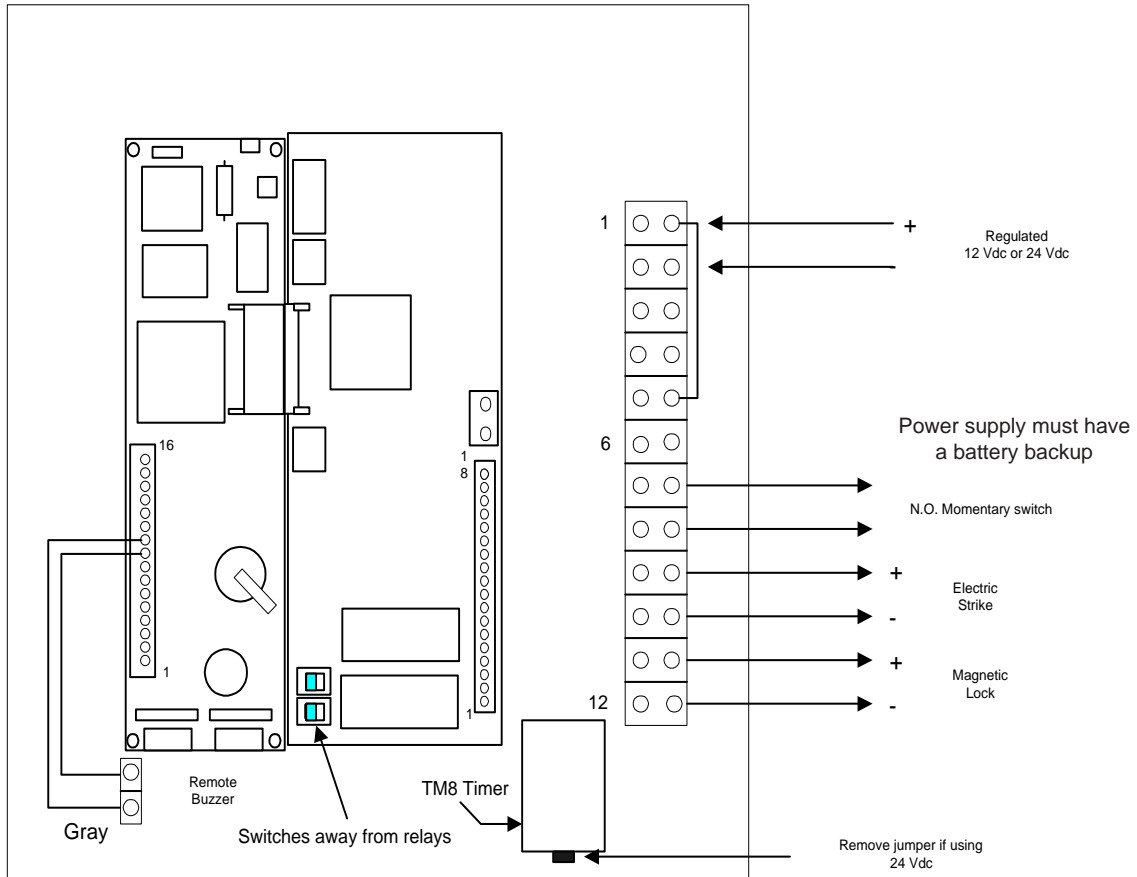 1
+
Regulated
12 Vdc or 24 Vdc
-
6
Power supply must have
a battery backup
16
1
8
N.O. Momentary switch
+
Electric
Strike
-
1
+
Magnetic
Lock
12
-
1
Remote
Buzzer
TM8 Timer
Gray
Switches away from relays
Remove jumper if using
24 Vdc